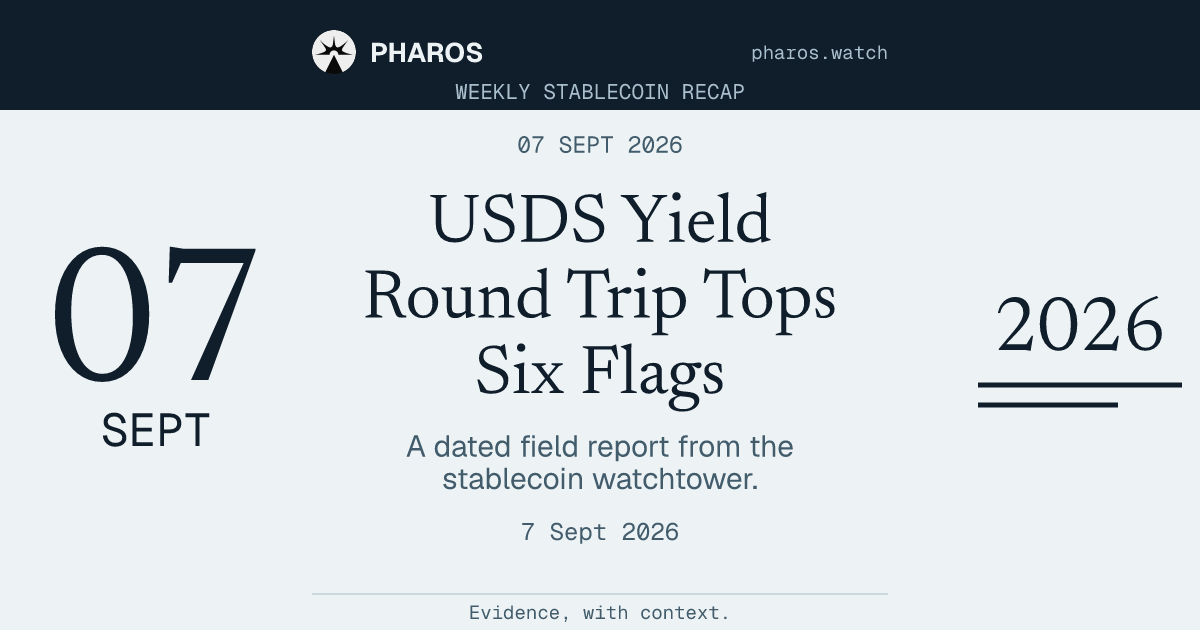 PHAROS
pharos.watch
WEEKLY STABLECOIN RECAP
07 SEPT 2026
USDS Yield
Round Trip Tops
Six Flags
07
SEPT
2026
A dated field report from the
stablecoin watchtower.
7 Sept 2026
Evidence, with context.